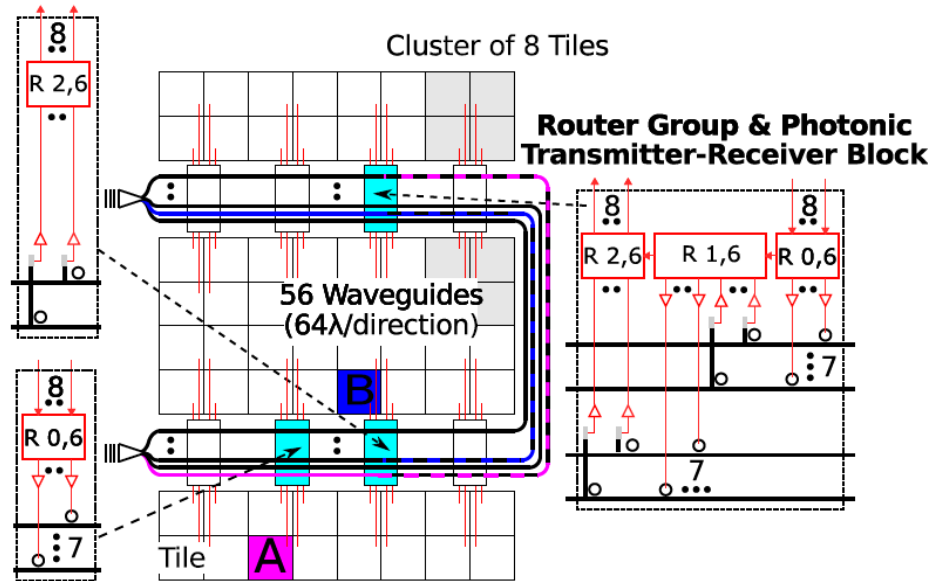 8
R 2,6
Cluster of 8 Tiles
Router Group & Photonic
Transmitter-Receiver Block
8
8
R 2,6
R 1,6
R 0,6
7
7
56 Waveguides
(64λ/direction)
B
8
R 0,6
7
Tile
A